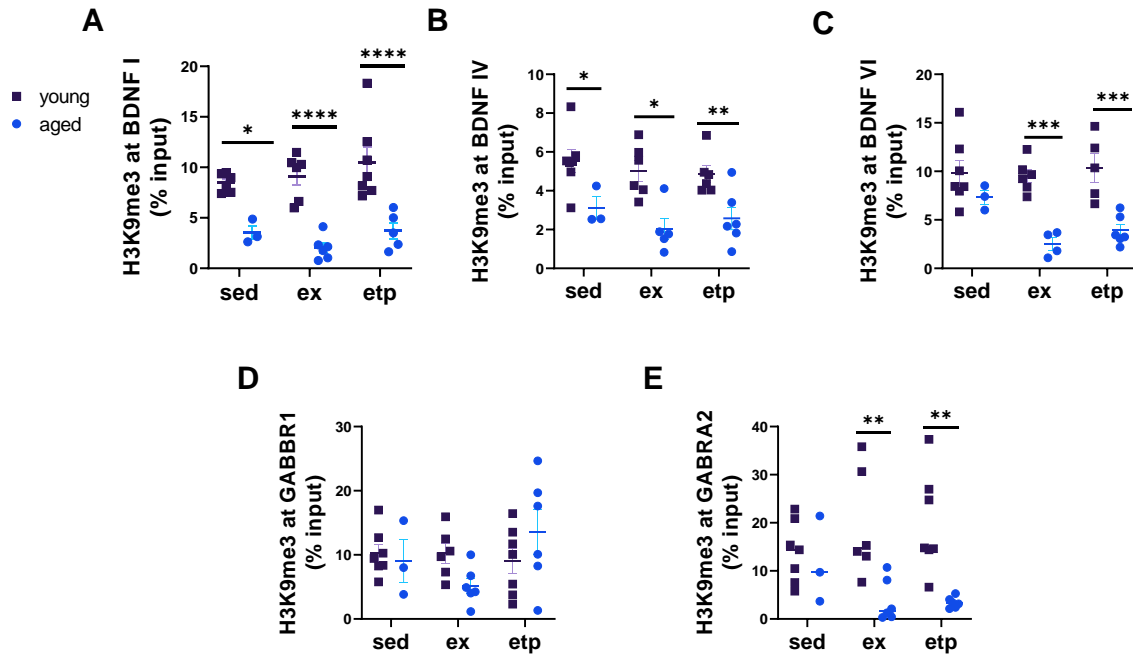 A
B
C
young
aged
H3K9me3 at BDNF I
(% input)
20
15
10
5
0
*
****
****
sed
ex
etp
H3K9me3 at BDNF IV
(% input)
10
8
6
4
2
0
*
*
**
sed
ex
etp
H3K9me3 at BDNF VI
(% input)
20
15
10
5
0
***
***
sed
ex
etp
D
E
H3K9me3 at GABBR1
(% input)
30
20
10
0
sed
ex
etp
H3K9me3 at GABRA2
(% input)
40
30
20
10
0
**
**
sed
ex
etp